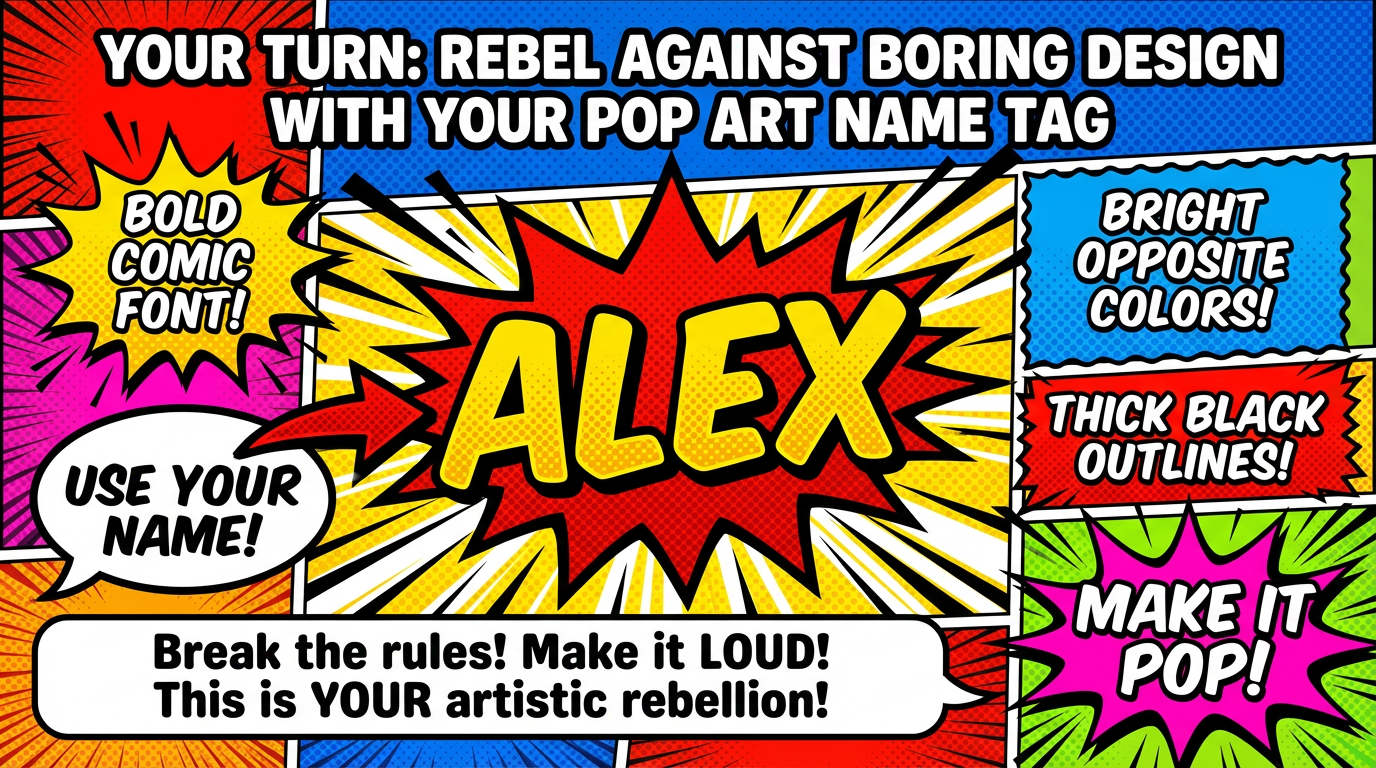 YOUR TURN: REBEL AGAINST BORING DESIGN
WITH YOUR POP ART NAME TAG
BOLD
COMIC
FONT!
USE YOUR
NAME!
ALEX
BRIGHT
OPPOSITE
COLORS!
THICK BLACK
OUTLINES!
MAKE IT
POP!
Break the rules! Make it LOUD!
This is YOUR artistic rebellion!